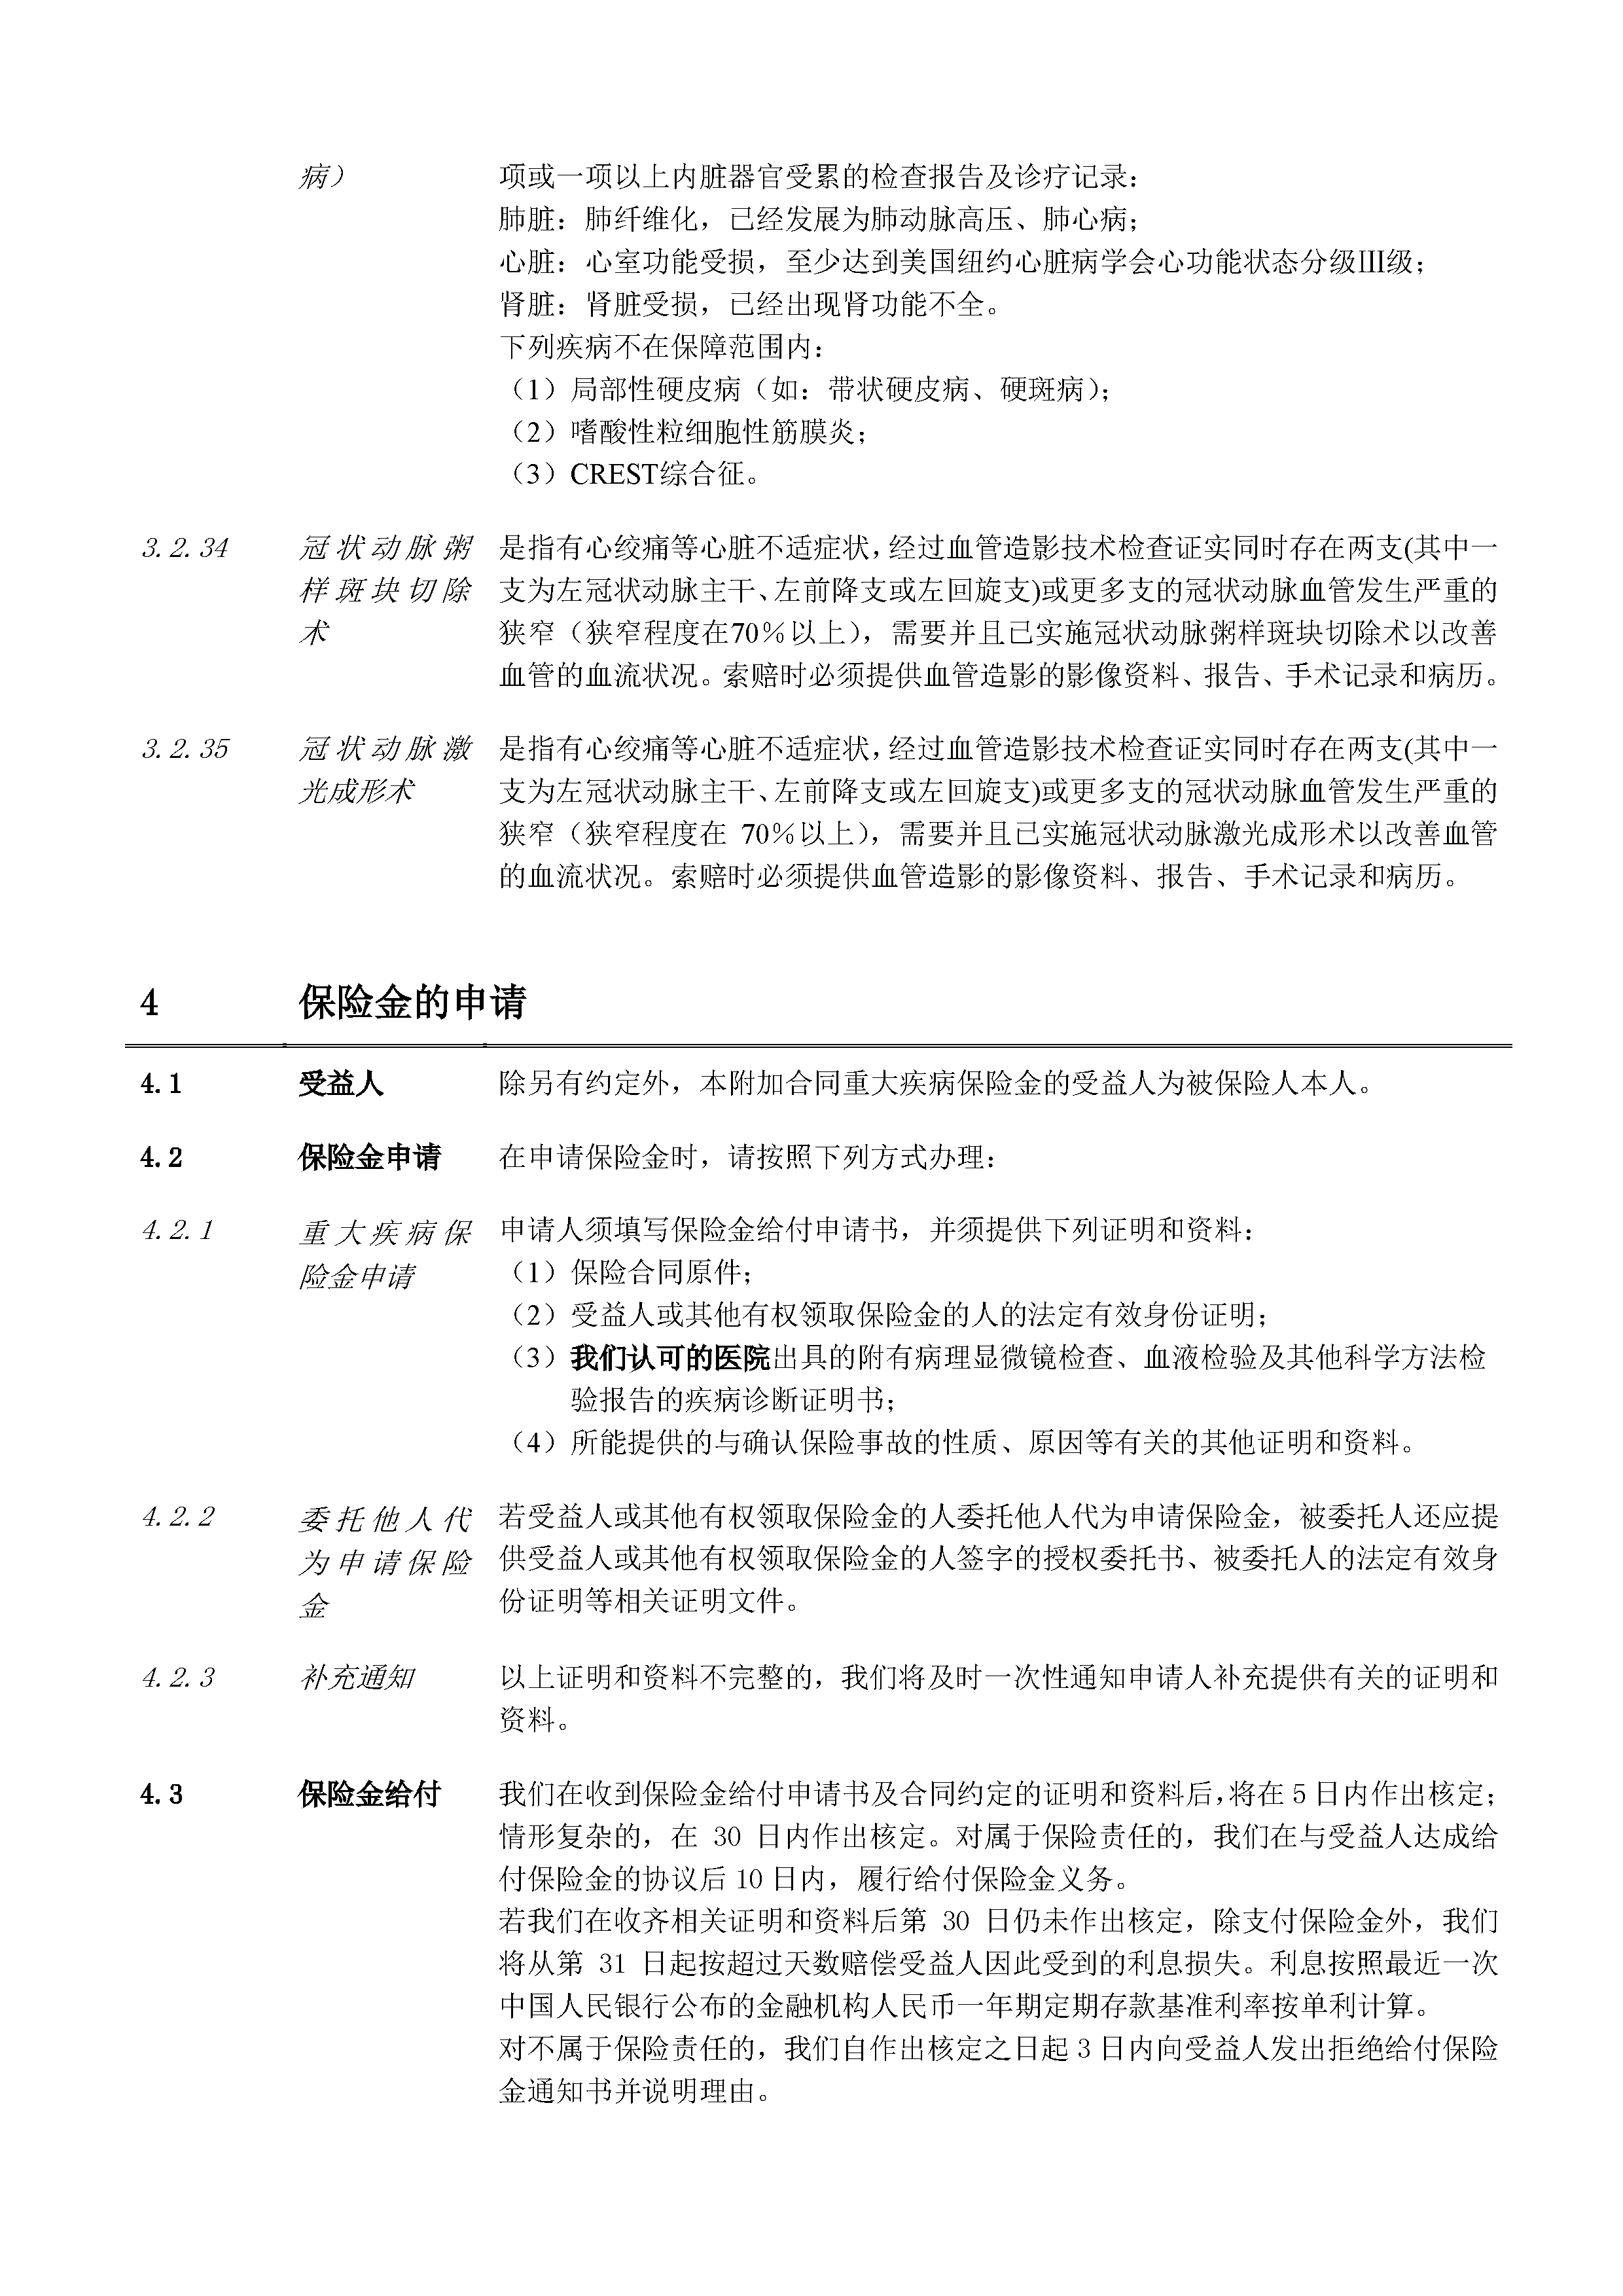 病） 项或一项以上内脏器官受累的检查报告及诊疗记录：
肺脏：肺纤维化，已经发展为肺动脉高压、肺心病；
心脏：心室功能受损，至少达到美国纽约心脏病学会心功能状态分级III级；
肾脏：肾脏受损，已经出现肾功能不全。
下列疾病不在保障范围内：
（1）局部性硬皮病（如：带状硬皮病、硬斑病）；
（2）嗜酸性粒细胞性筋膜炎；
（3）CREST综合征。
3.2.34 冠状动脉粥 是指有心绞痛等心脏不适症状，经过血管造影技术检查证实同时存在两支(其中一
样斑块切除 支为左冠状动脉主干、左前降支或左回旋支)或更多支的冠状动脉血管发生严重的
术 狭窄（狭窄程度在70％以上），需要并且已实施冠状动脉粥样斑块切除术以改善
血管的血流状况。索赔时必须提供血管造影的影像资料、报告、手术记录和病历。
3.2.35 冠状动脉激 是指有心绞痛等心脏不适症状，经过血管造影技术检查证实同时存在两支(其中一
光成形术 支为左冠状动脉主干、左前降支或左回旋支)或更多支的冠状动脉血管发生严重的
狭窄（狭窄程度在 70％以上），需要并且已实施冠状动脉激光成形术以改善血管
的血流状况。索赔时必须提供血管造影的影像资料、报告、手术记录和病历。
4 保险金的申请
4.1 受益人 除另有约定外，本附加合同重大疾病保险金的受益人为被保险人本人。
4.2 保险金申请 在申请保险金时，请按照下列方式办理：
4.2.1 重大疾病保 申请人须填写保险金给付申请书，并须提供下列证明和资料：
险金申请 （1）保险合同原件；
（2）受益人或其他有权领取保险金的人的法定有效身份证明；
（3）我们认可的医院出具的附有病理显微镜检查、血液检验及其他科学方法检
验报告的疾病诊断证明书；
（4）所能提供的与确认保险事故的性质、原因等有关的其他证明和资料。
4.2.2 委托他人代 若受益人或其他有权领取保险金的人委托他人代为申请保险金，被委托人还应提
为申请保险 供受益人或其他有权领取保险金的人签字的授权委托书、被委托人的法定有效身
金 份证明等相关证明文件。
4.2.3 补充通知 以上证明和资料不完整的，我们将及时一次性通知申请人补充提供有关的证明和
资料。
4.3 保险金给付 我们在收到保险金给付申请书及合同约定的证明和资料后，将在 5 日内作出核定；
情形复杂的，在 30 日内作出核定。对属于保险责任的，我们在与受益人达成给
付保险金的协议后 10 日内，履行给付保险金义务。
若我们在收齐相关证明和资料后第 30 日仍未作出核定，除支付保险金外，我们
将从第 31 日起按超过天数赔偿受益人因此受到的利息损失。利息按照最近一次
中国人民银行公布的金融机构人民币一年期定期存款基准利率按单利计算。
对不属于保险责任的，我们自作出核定之日起 3 日内向受益人发出拒绝给付保险
金通知书并说明理由。